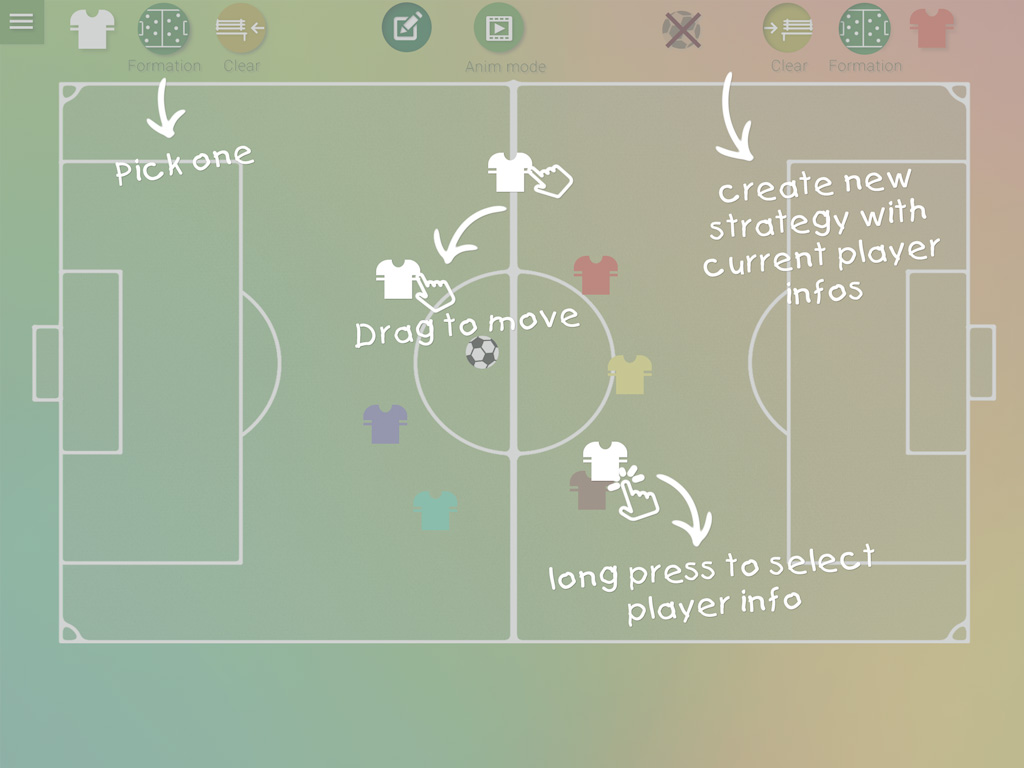 Formation
Clear
Anim mode
Clear
Formation
Pick one
create new
strategy with
current player
infos
Drag to move
long press to select
player info